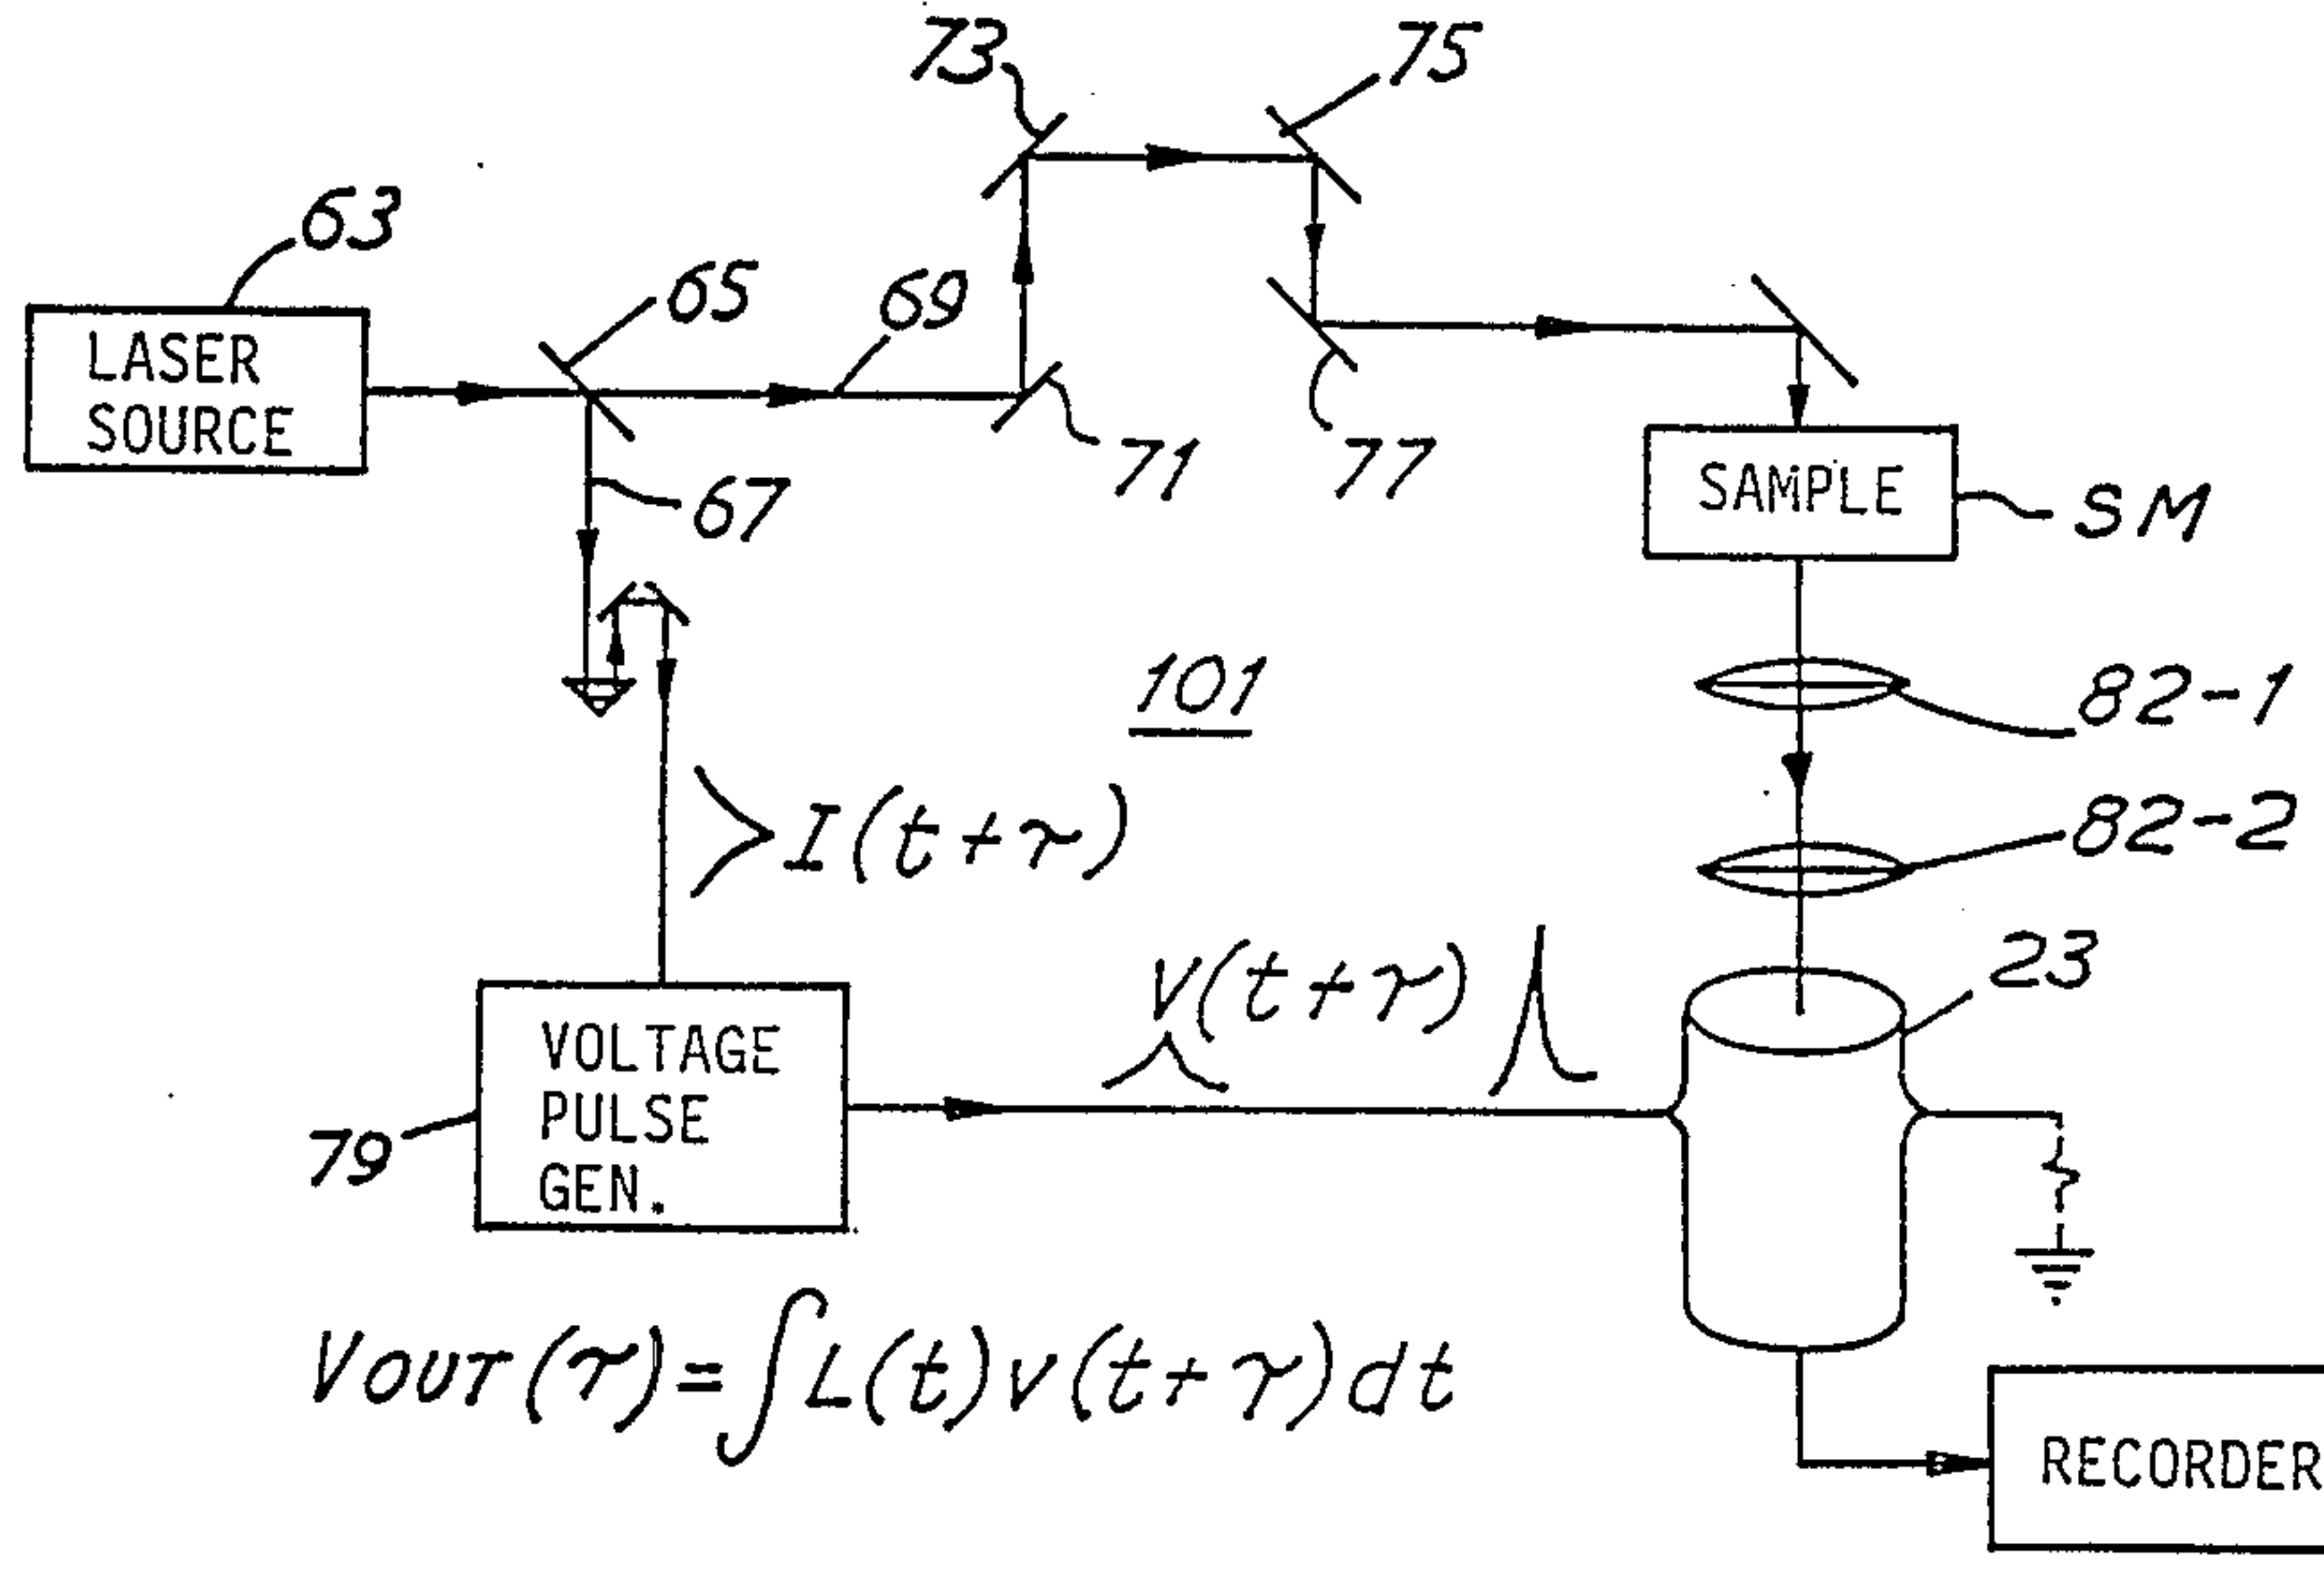 73
75
63
65
69
LASER
SOURCE
71
77
67
SAMPLE
SM
101
82-1
I(t+τ)
82-2
V(t+τ)
23
VOLTAGE
PULSE
GEN.
79
VOUT(τ)=∫L(t)v(t+τ)dt
RECORDER